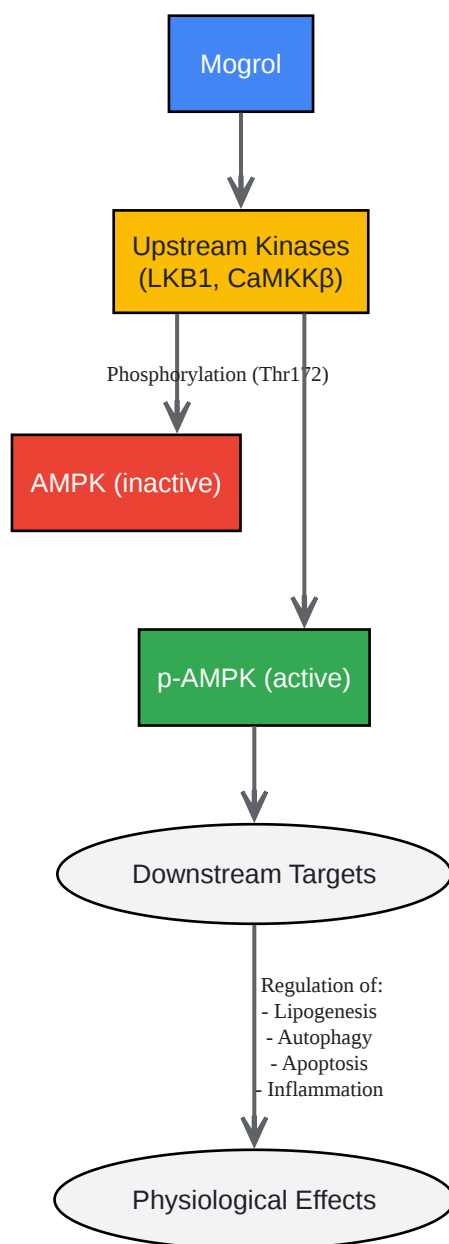 Mogrol
Upstream Kinases
(LKB1, CaMKKβ)
Phosphorylation (Thr172)
AMPK (inactive)
p-AMPK (active)
Downstream Targets
Regulation of:
- Lipogenesis
- Autophagy
- Apoptosis
- Inflammation
Physiological Effects